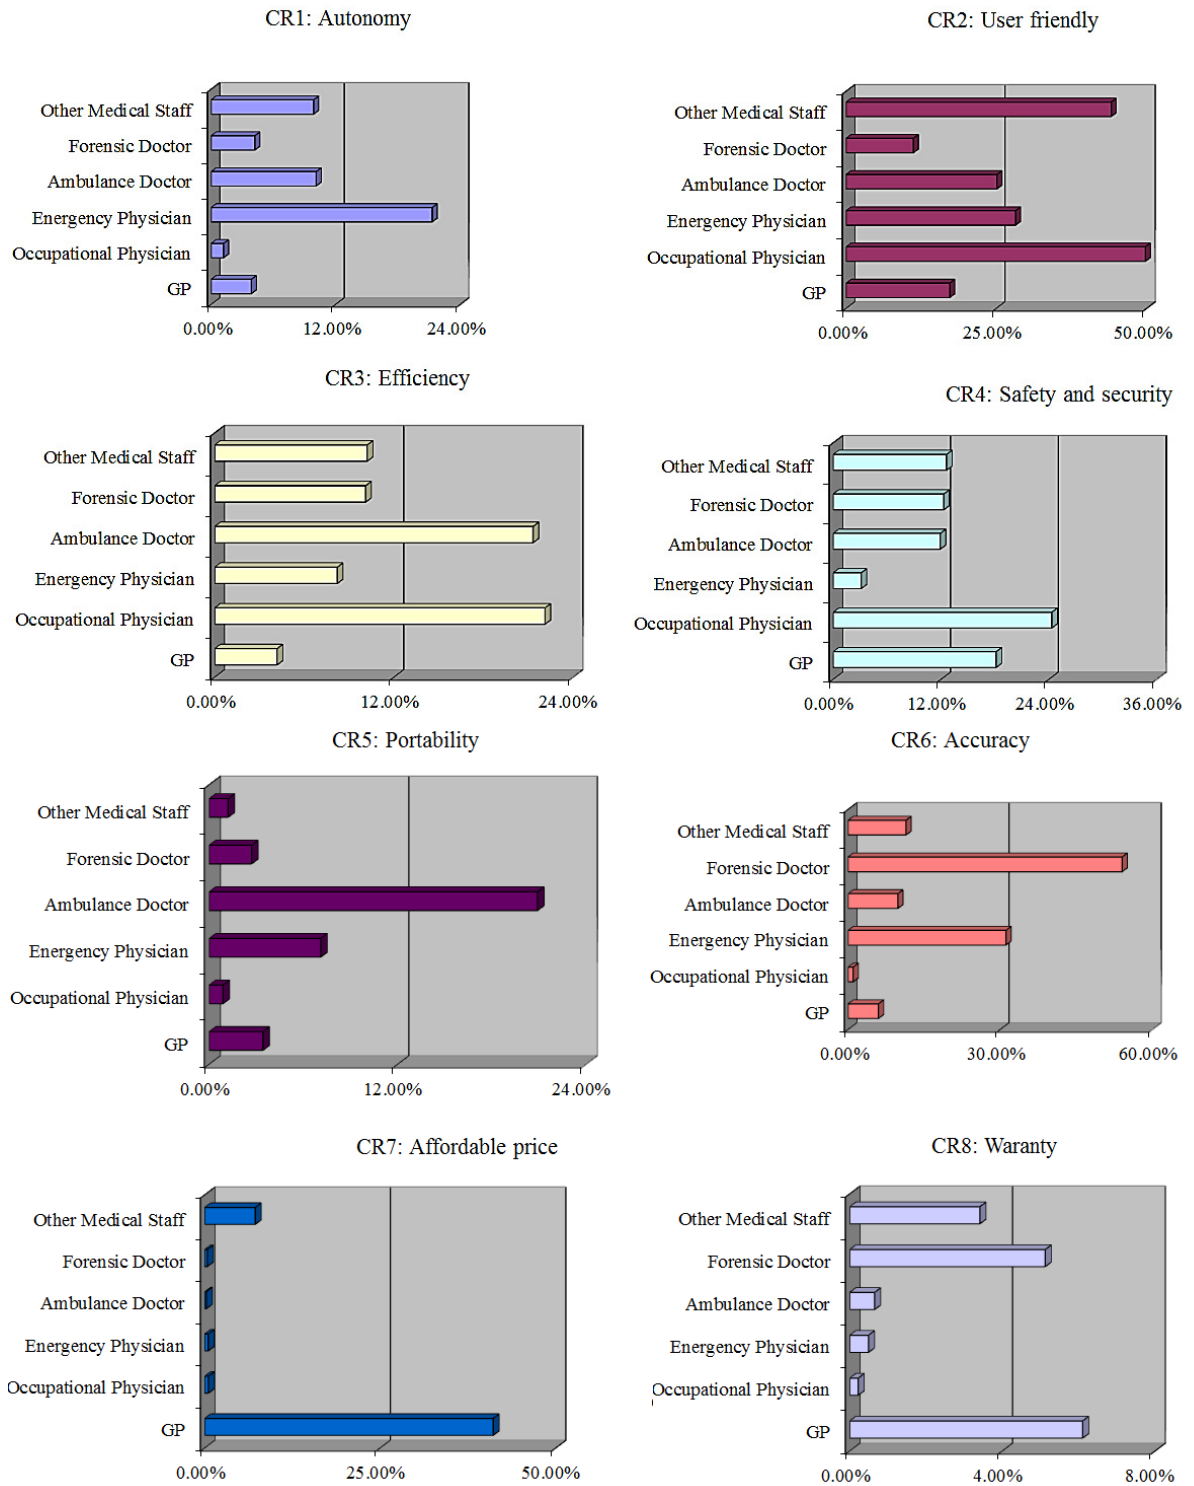 CR1: Autonomy
Other Medical Staff
Forensic Doctor
Ambulance Doctor
Energency Physician
Occupational Physician
GP
0.00% 12.00% 24.00%
CR2: User friendly
Other Medical Staff
Forensic Doctor
Ambulance Doctor
Energency Physician
Occupational Physician
GP
0.00% 25.00% 50.00%
CR3: Efficiency
Other Medical Staff
Forensic Doctor
Ambulance Doctor
Energency Physician
Occupational Physician
GP
0.00% 12.00% 24.00%
CR4: Safety and security
Other Medical Staff
Forensic Doctor
Ambulance Doctor
Energency Physician
Occupational Physician
GP
0.00% 12.00% 24.00% 36.00%
CR5: Portability
Other Medical Staff
Forensic Doctor
Ambulance Doctor
Energency Physician
Occupational Physician
GP
0.00% 12.00% 24.00%
CR6: Accuracy
Other Medical Staff
Forensic Doctor
Ambulance Doctor
Energency Physician
Occupational Physician
GP
0.00% 30.00% 60.00%
CR7: Affordable price
Other Medical Staff
Forensic Doctor
Ambulance Doctor
Energency Physician
Occupational Physician
GP
0.00% 25.00% 50.00%
CR8: Waranty
Other Medical Staff
Forensic Doctor
Ambulance Doctor
Energency Physician
Occupational Physician
GP
0.00% 4.00% 8.00%